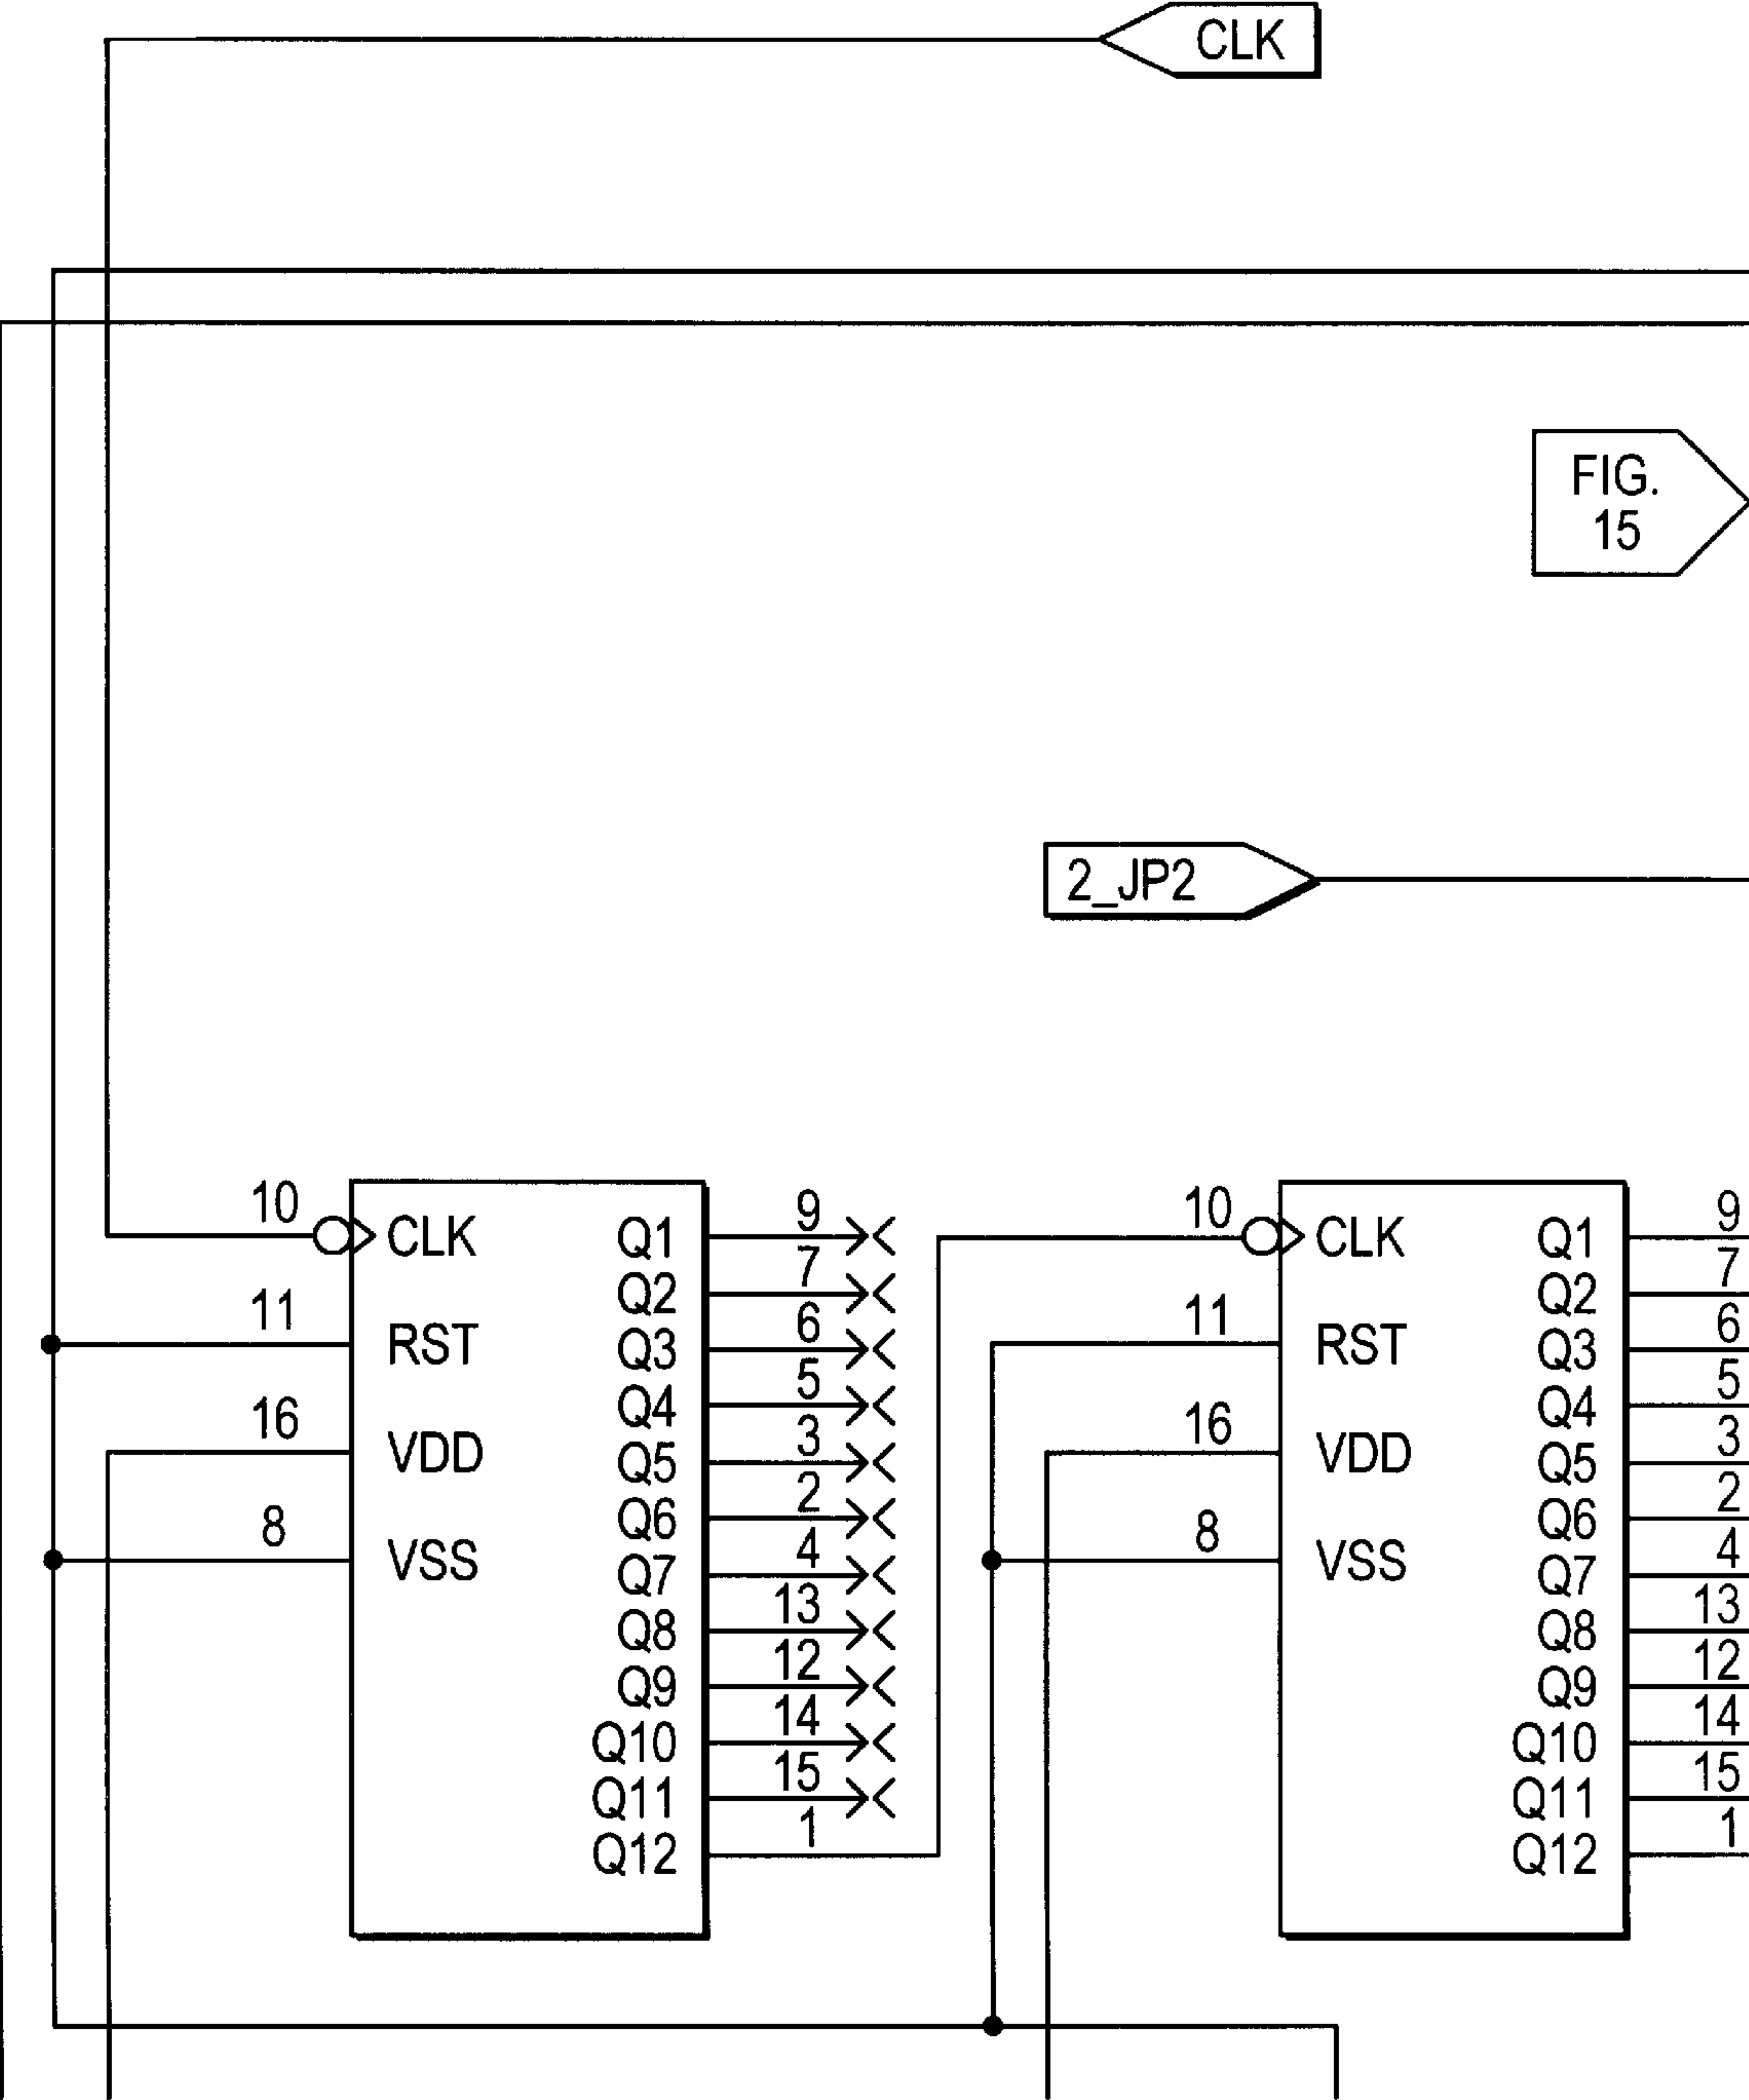 CLK
FIG.
15
2_JP2
10
CLK
11
RST
16
VDD
8
VSS
Q1
9
Q2
7
Q3
6
Q4
5
Q5
3
Q6
2
Q7
4
Q8
13
Q9
12
Q10
14
Q11
15
Q12
1
10
CLK
11
RST
16
VDD
8
VSS
Q1
9
Q2
7
Q3
6
Q4
5
Q5
3
Q6
2
Q7
4
Q8
13
Q9
12
Q10
14
Q11
15
Q12
1